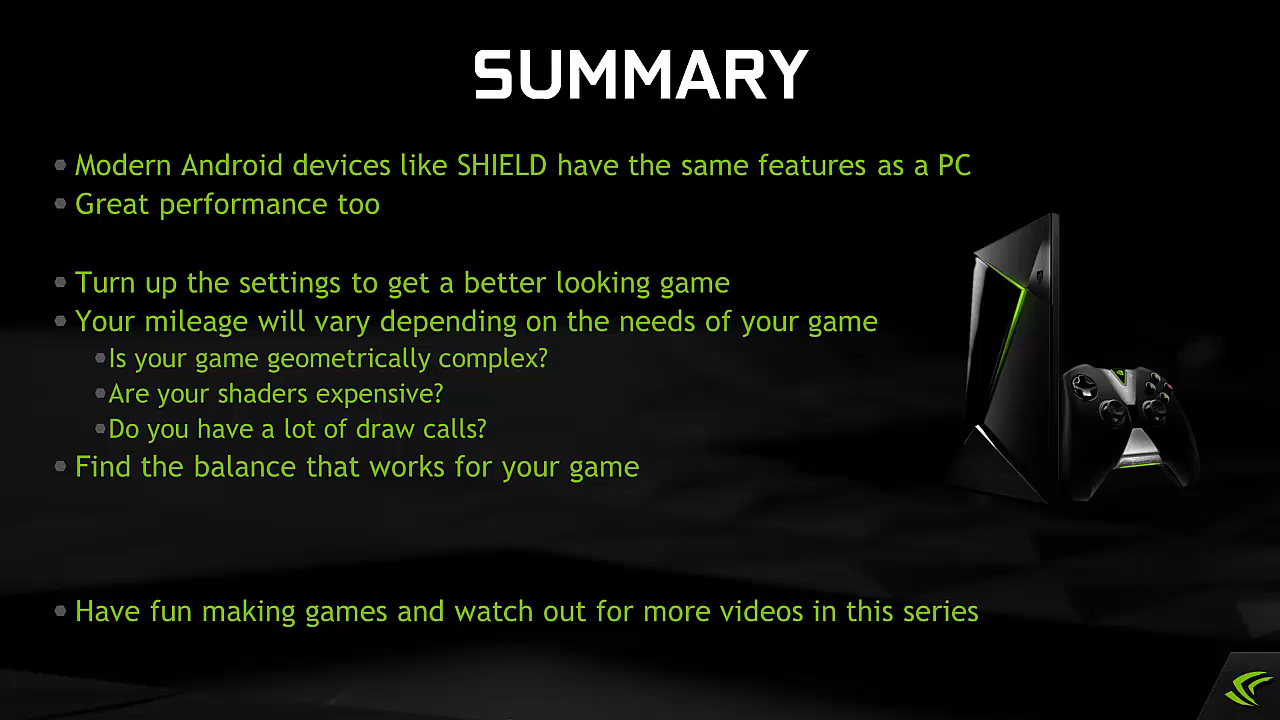 SUMMARY
Modern Android devices like SHIELD have the same features as a PC
Great performance too
Turn up the settings to get a better looking game
Your mileage will vary depending on the needs of your game
Is your game geometrically complex?
Are your shaders expensive?
Do you have a lot of draw calls?
Find the balance that works for your game
Have fun making games and watch out for more videos in this series